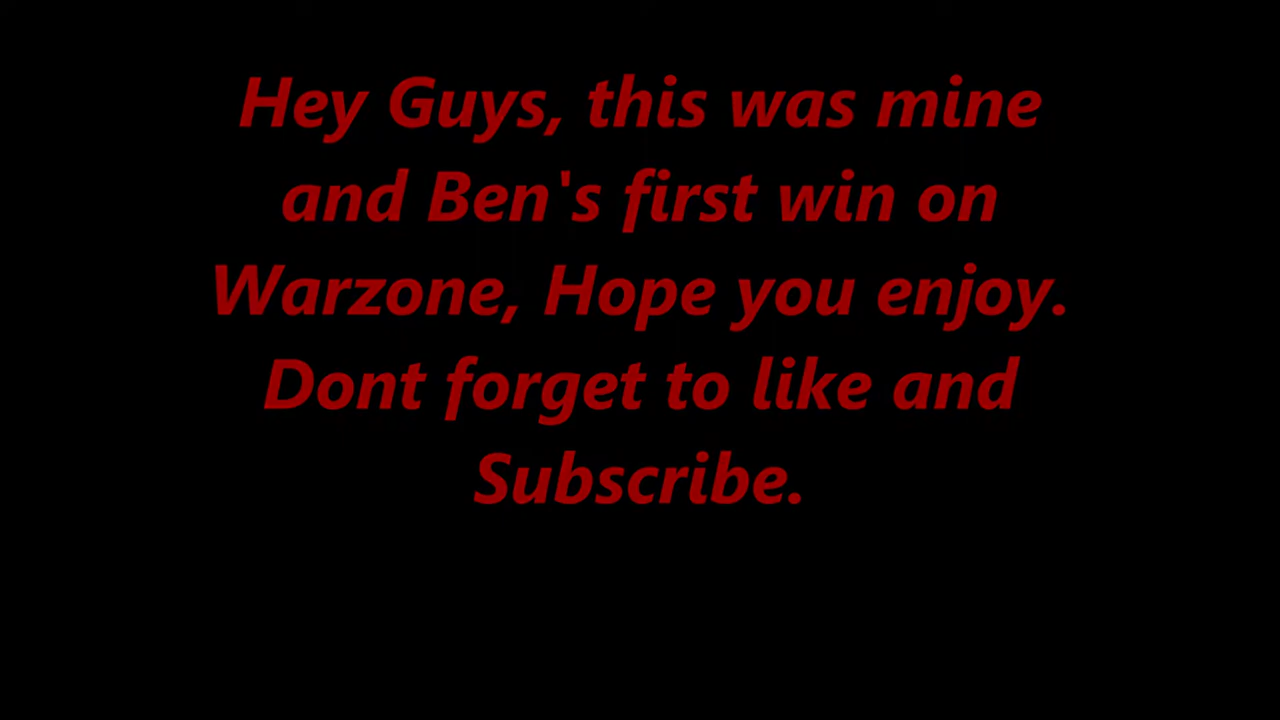 Hey Guys, this was mine
and Ben's first win on
Warzone, Hope you enjoy.
Dont forget to like and
Subscribe.